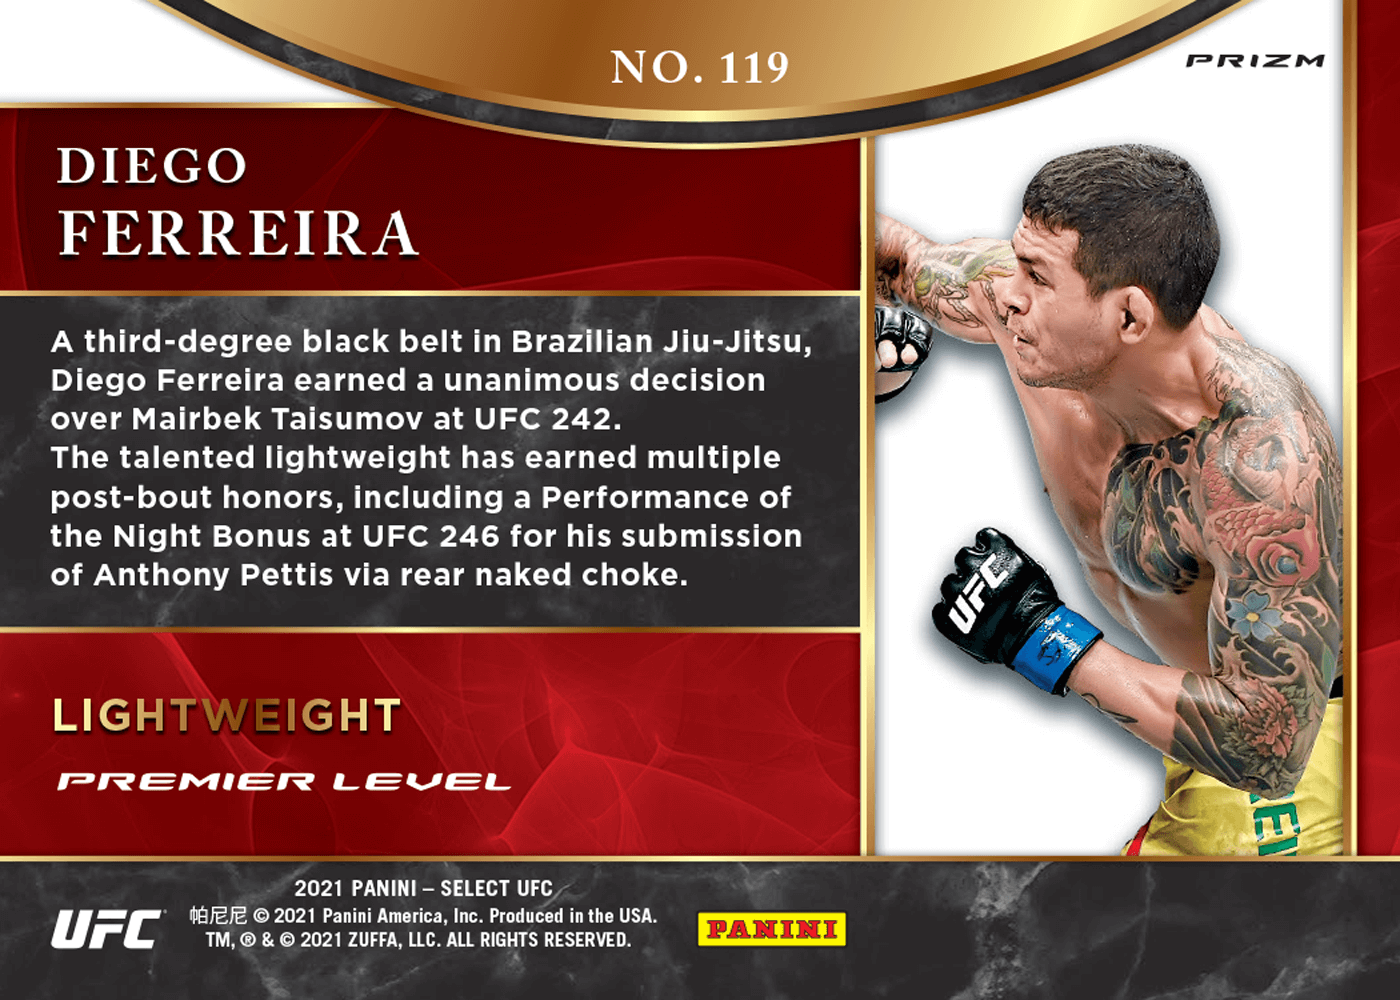 NO. 119
PRIZM
DIEGO
FERREIRA
A third-degree black belt in Brazilian Jiu-Jitsu,
Diego Ferreira earned a unanimous decision
over Mairbek Taisumov at UFC 242.
The talented lightweight has earned multiple
post-bout honors, including a Performance of
the Night Bonus at UFC 246 for his submission
of Anthony Pettis via rear naked choke.
UFC
LIGHTWEIGHT
PREMIER LEVEL
2021 PANINI – SELECT UFC
UFC
帕尼尼 © 2021 Panini America, Inc. Produced in the USA.
TM, ® & © 2021 ZUFFA, LLC. ALL RIGHTS RESERVED.
PANINI